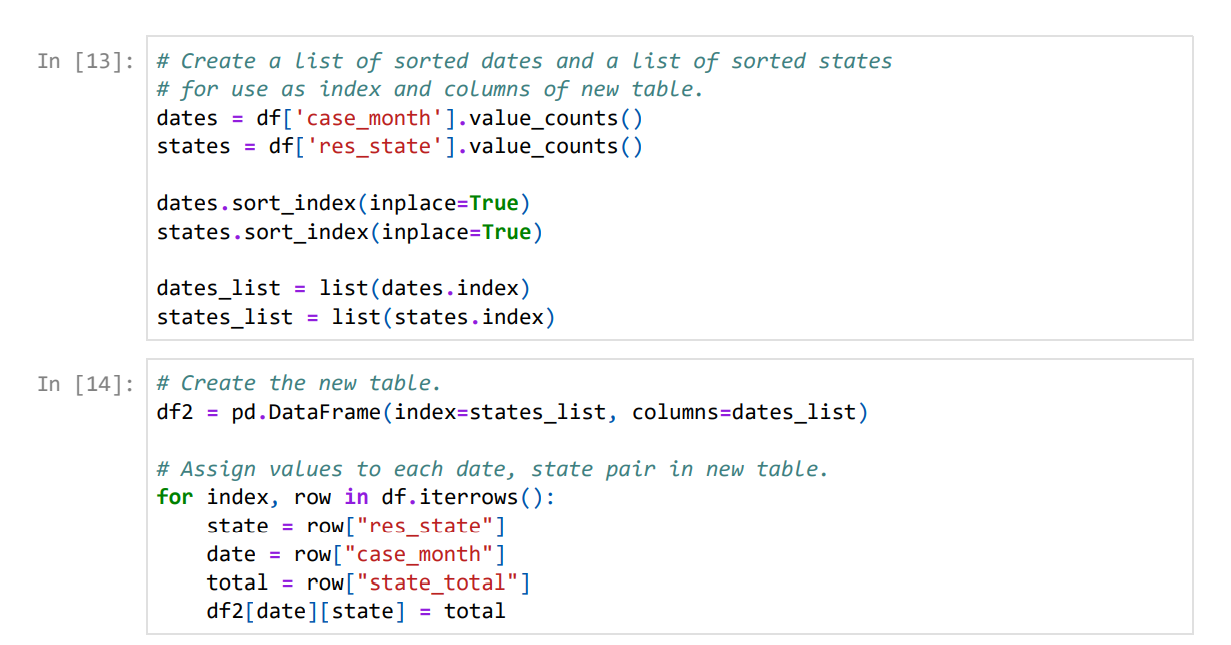 In [13]: # Create a list of sorted dates and a list of sorted states
# for use as index and columns of new table.
dates = df['case_month'].value_counts()
states = df['res_state'].value_counts()
dates.sort_index(inplace=True)
states.sort_index(inplace=True)
dates_list = list(dates.index)
states_list = list(states.index)
In [14]: # Create the new table.
df2 = pd.DataFrame(index=states_list, columns=dates_list)
# Assign values to each date, state pair in new table.
for index, row in df.iterrows():
    state = row["res_state"]
    date = row["case_month"]
    total = row["state_total"]
    df2[date][state] = total